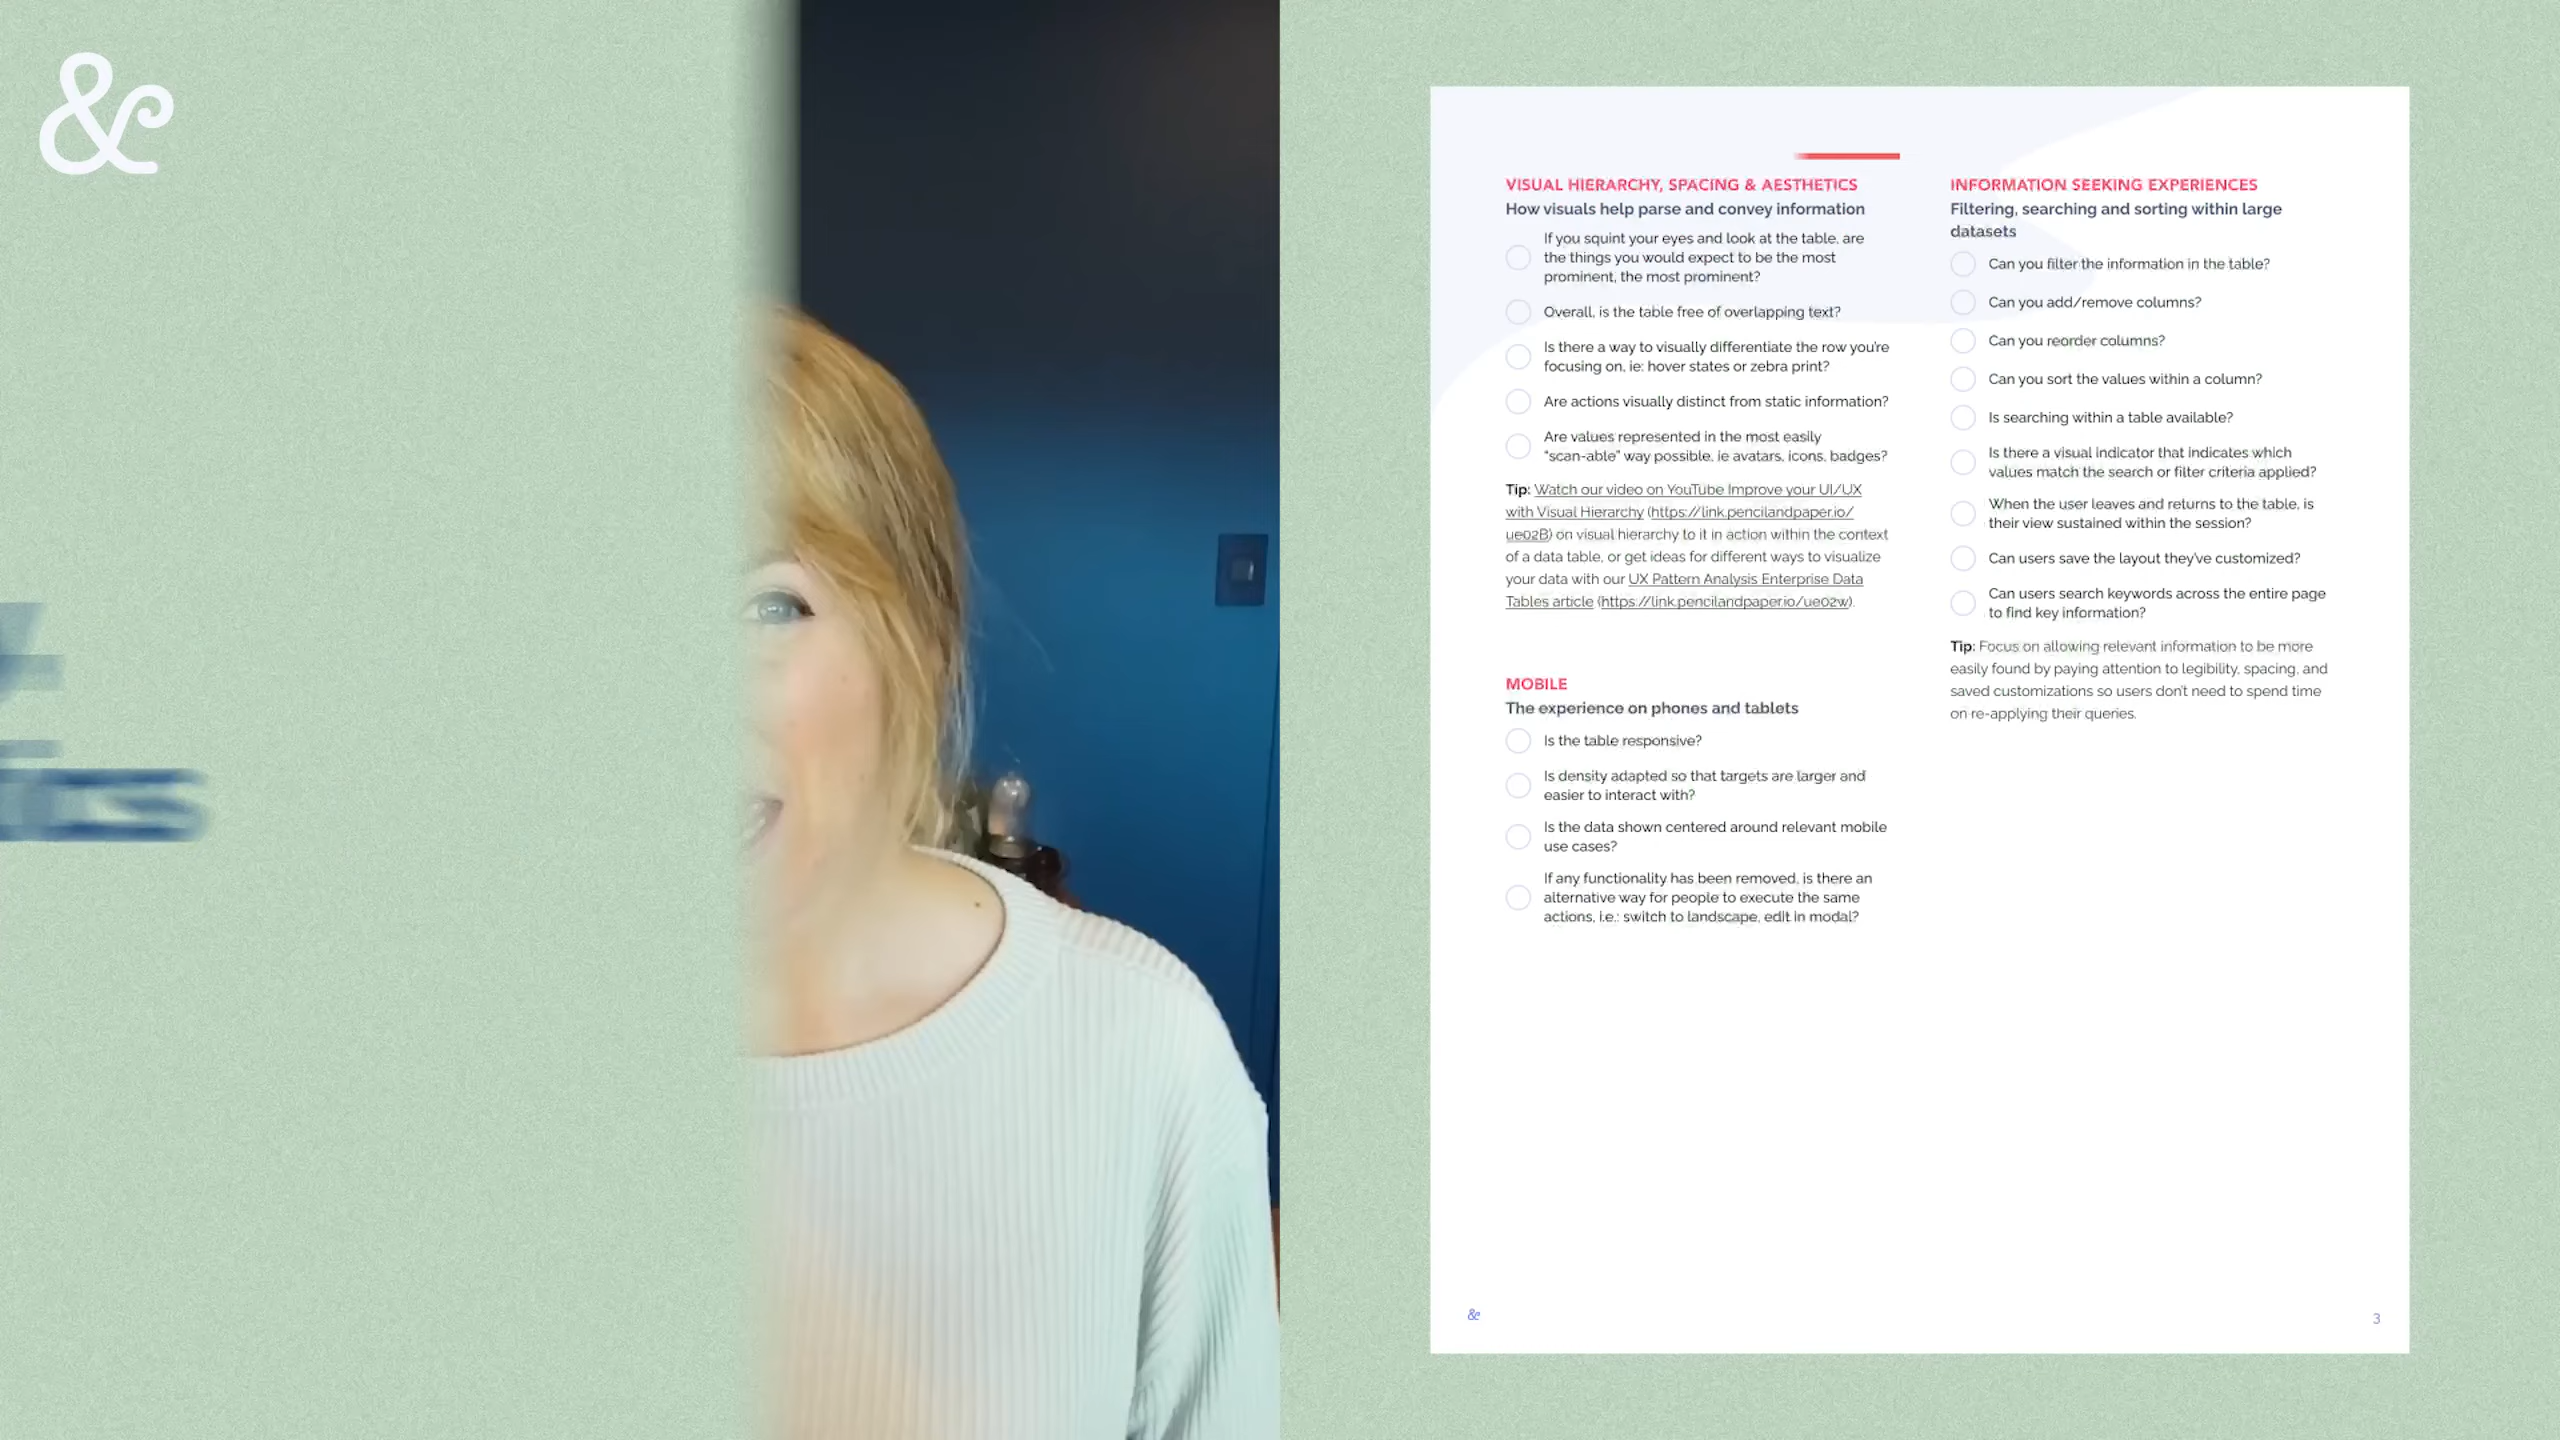 &
VISUAL HIERARCHY, SPACING & AESTHETICS
How visuals help parse and convey information
If you squint your eyes and look at the table, are
the things you would expect to be the most
prominent, the most prominent?
Overall, is the table free of overlapping text?
Is there a way to visually differentiate the row you're
focusing on, ie: hover states or zebra print?
Are actions visually distinct from static information?
Are values represented in the most easily
"scan-able" way possible, ie avatars, icons, badges?
Tip: Watch our video on YouTube Improve your UI/UX
with Visual Hierarchy (https://link.pencilandpaper.io/
ue02B) on visual hierarchy to it in action within the context
of a data table, or get ideas for different ways to visualize
your data with our UX Pattern Analysis Enterprise Data
Tables article (https://link.pencilandpaper.io/ue02w).
MOBILE
The experience on phones and tablets
Is the table responsive?
Is density adapted so that targets are larger and
easier to interact with?
Is the data shown centered around relevant mobile
use cases?
If any functionality has been removed, is there an
alternative way for people to execute the same
actions, i.e.: switch to landscape, edit in modal?
INFORMATION SEEKING EXPERIENCES
Filtering, searching and sorting within large
datasets
Can you filter the information in the table?
Can you add/remove columns?
Can you reorder columns?
Can you sort the values within a column?
Is searching within a table available?
Is there a visual indicator that indicates which
values match the search or filter criteria applied?
When the user leaves and returns to the table, is
their view sustained within the session?
Can users save the layout they've customized?
Can users search keywords across the entire page
to find key information?
Tip: Focus on allowing relevant information to be more
easily found by paying attention to legibility, spacing, and
saved customizations so users don't need to spend time
on re-applying their queries.
&
3